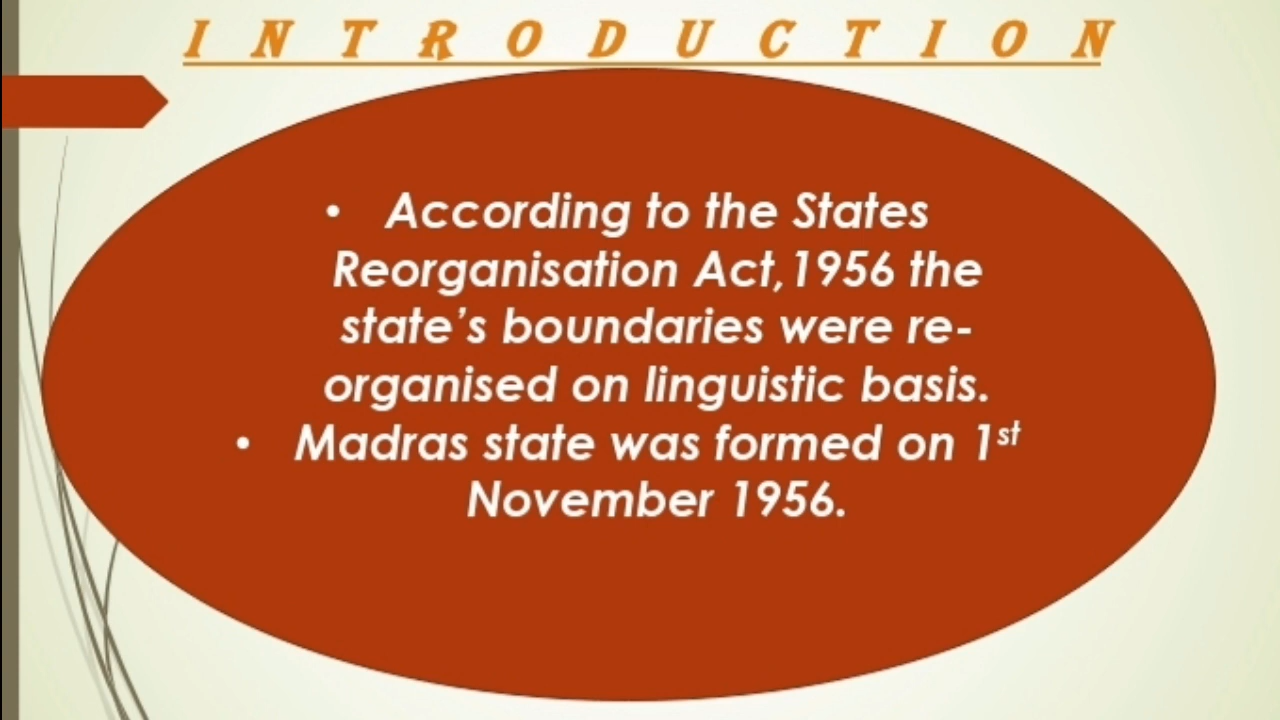 INTRODUCTION
• According to the States
Reorganisation Act,1956 the
state’s boundaries were re-
organised on linguistic basis.
• Madras state was formed on 1st
November 1956.